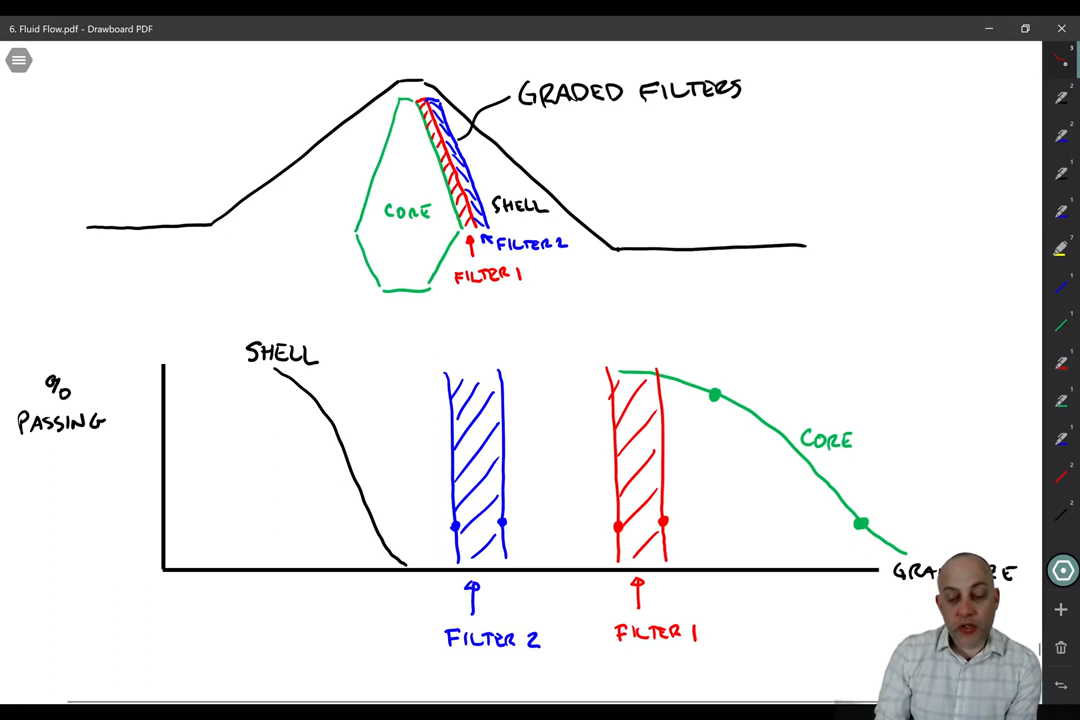 6. Fluid Flow.pdf - Drawboard PDF
GRADED FILTERS
CORE
SHELL
FILTER 2
FILTER 1
SHELL
%
PASSING
CORE
FILTER 2
FILTER 1